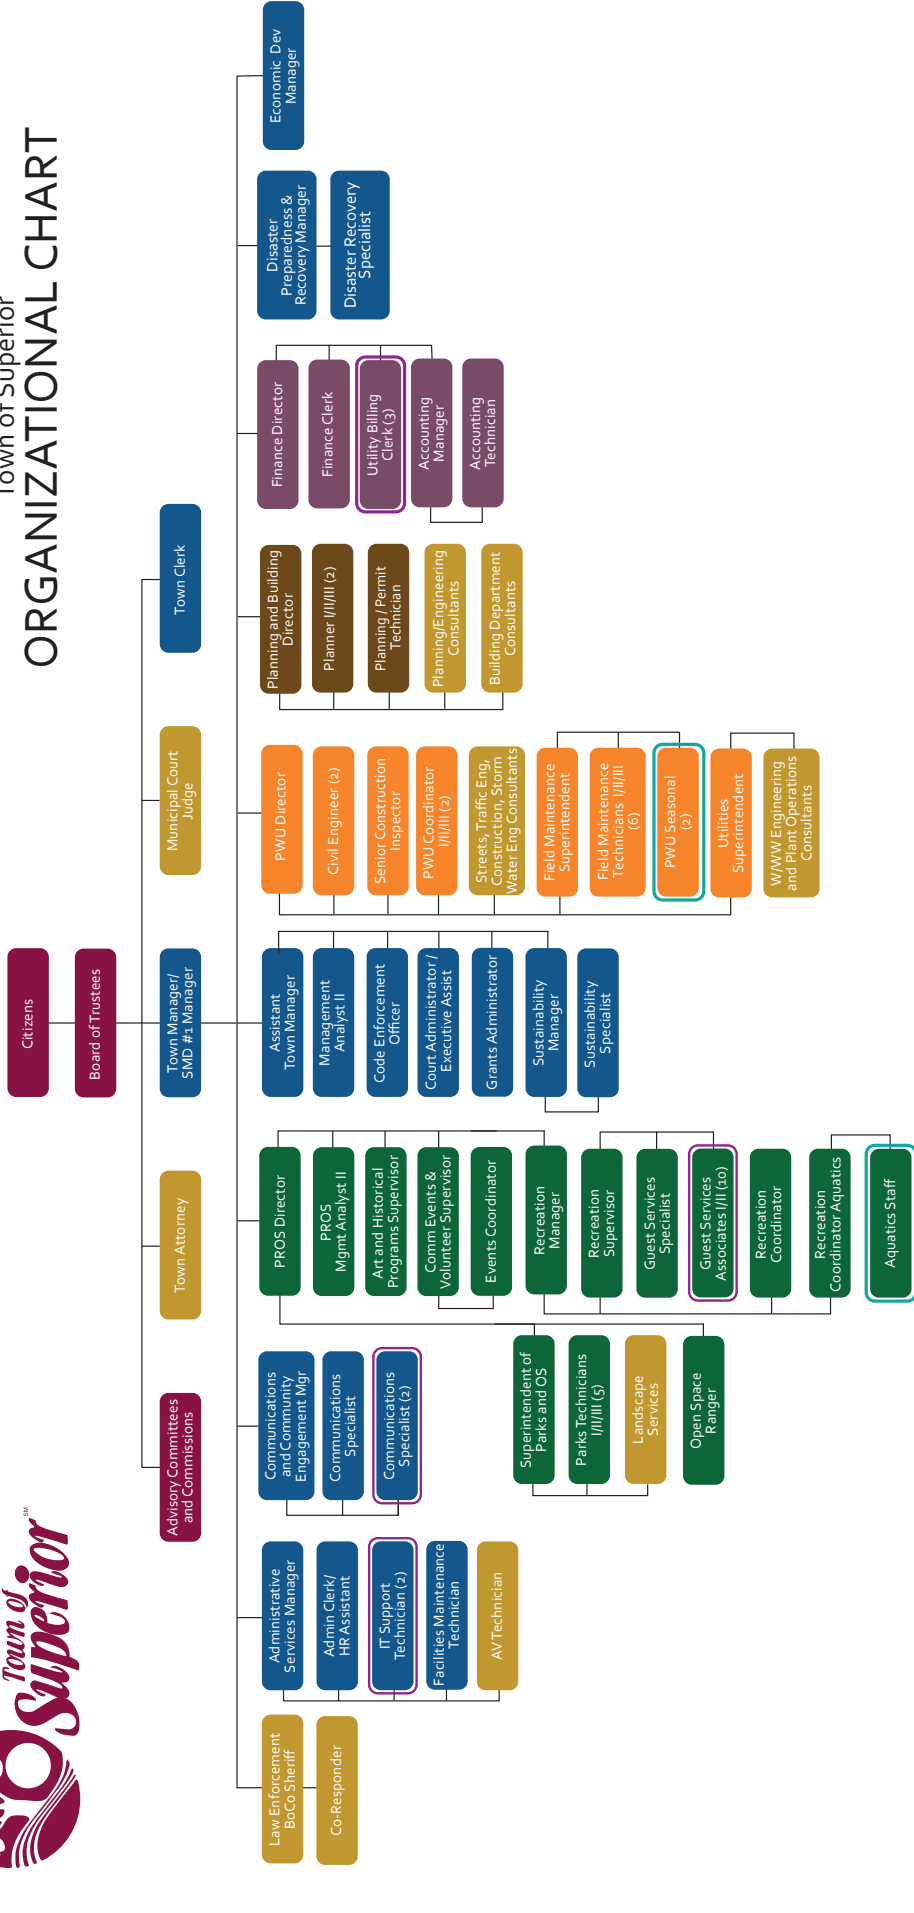 Town of
Superior
SM
Town of Superior
ORGANIZATIONAL CHART
Citizens
Board of Trustees
Advisory Committees
and Commissions
Town Attorney
Town Manager/
SMD #1 Manager
Municipal Court
Judge
Town Clerk
Law Enforcement
BoCo Sheriff
Co-Responder
Administrative
Services Manager
Admin Clerk/
HR Assistant
IT Support
Technician (2)
Facilities Maintenance
Technician
AV Technician
Communications
and Community
Engagement Mgr
Communications
Specialist
Communications
Specialist (2)
PROS Director
PROS
Mgmt Analyst II
Art and Historical
Programs Supervisor
Comm Events &
Volunteer Supervisor
Events Coordinator
Recreation
Manager
Recreation
Supervisor
Guest Services
Specialist
Guest Services
Associates I/II (10)
Recreation
Coordinator
Recreation
Coordinator Aquatics
Aquatics Staff
Superintendent of
Parks and OS
Parks Technicians
I/II/III (5)
Landscape
Services
Open Space
Ranger
Assistant
Town Manager
Management
Analyst II
Code Enforcement
Officer
Court Administrator /
Executive Assist
Grants Administrator
Sustainability
Manager
Sustainability
Specialist
PWU Director
Civil Engineer (2)
Senior Construction
Inspector
PWU Coordinator
I/II/III (2)
Streets, Traffic Eng,
Construction, Storm
Water Eng Consultants
Field Maintenance
Superintendent
Field Maintenance
Technicians I/II/III
(6)
PWU Seasonal
(2)
Utilities
Superintendent
W/WW Engineering
and Plant Operations
Consultants
Planning and Building
Director
Planner I/II/III (2)
Planning / Permit
Technician
Planning/Engineering
Consultants
Building Department
Consultants
Finance Director
Finance Clerk
Utility Billing
Clerk (3)
Accounting
Manager
Accounting
Technician
Disaster
Preparedness &
Recovery Manager
Disaster Recovery
Specialist
Economic Dev
Manager